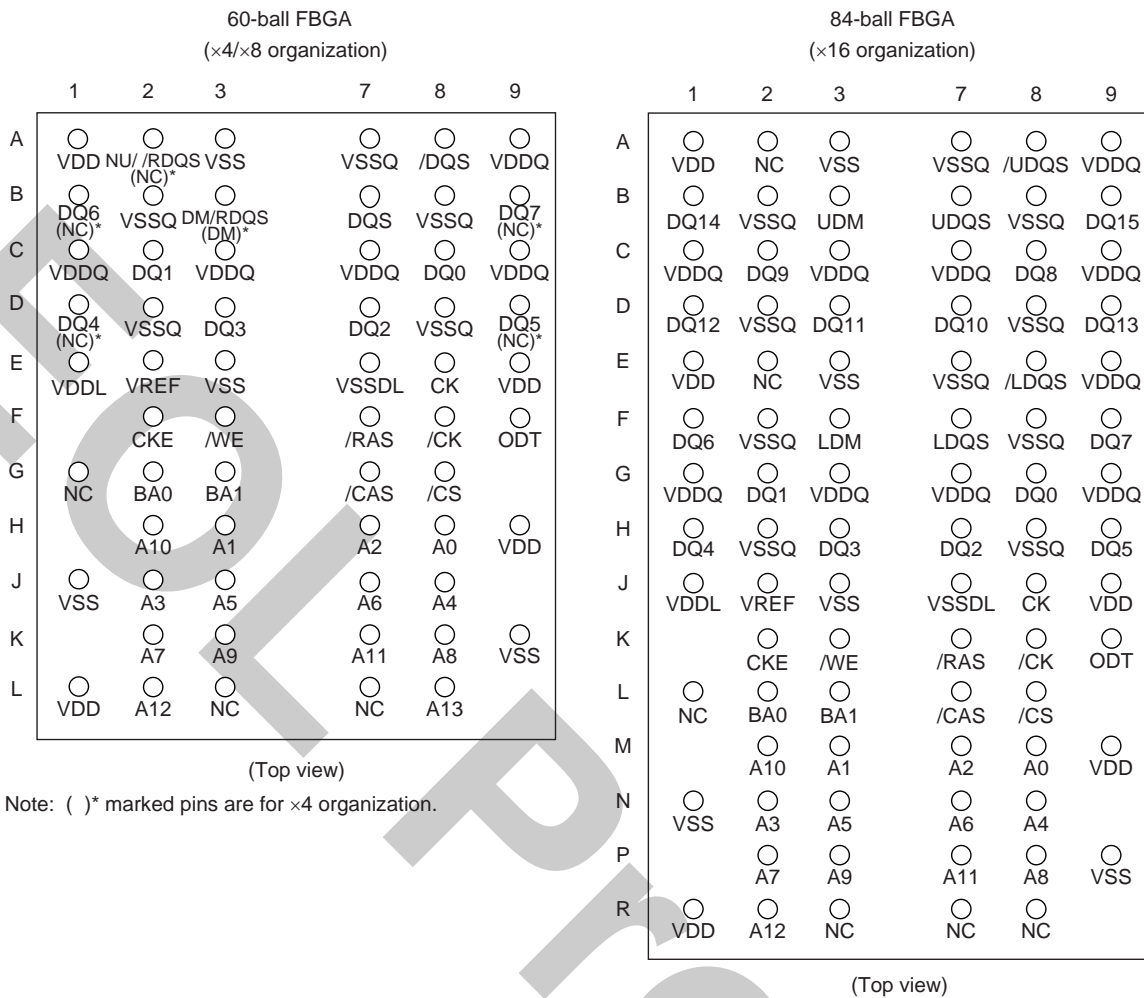 60-ball FBGA
(×4/×8 organization)
1 2 3 7 8 9
A
VDD NU/ /RDQS VSS VSSQ /DQS VDDQ
(NC)*
B
DQ6 VSSQ DM/RDQS DQS VSSQ DQ7
(NC)* (DM)* (NC)*
C
VDDQ DQ1 VDDQ VDDQ DQ0 VDDQ
D
DQ4 VSSQ DQ3 DQ2 VSSQ DQ5
(NC)* (NC)*
E
VDDL VREF VSS VSSDL CK VDD
F
CKE /WE /RAS /CK ODT
G
NC BA0 BA1 /CAS /CS
H
A10 A1 A2 A0 VDD
J
VSS A3 A5 A6 A4
K
A7 A9 A11 A8 VSS
L
VDD A12 NC NC A13
(Top view)
Note: ( )* marked pins are for ×4 organization.
84-ball FBGA
(×16 organization)
1 2 3 7 8 9
A
VDD NC VSS VSSQ /UDQS VDDQ
B
DQ14 VSSQ UDM UDQS VSSQ DQ15
C
VDDQ DQ9 VDDQ VDDQ DQ8 VDDQ
D
DQ12 VSSQ DQ11 DQ10 VSSQ DQ13
E
VDD NC VSS VSSQ /LDQS VDDQ
F
DQ6 VSSQ LDM LDQS VSSQ DQ7
G
VDDQ DQ1 VDDQ VDDQ DQ0 VDDQ
H
DQ4 VSSQ DQ3 DQ2 VSSQ DQ5
J
VDDL VREF VSS VSSDL CK VDD
K
CKE /WE /RAS /CK ODT
L
NC BA0 BA1 /CAS /CS
M
A10 A1 A2 A0 VDD
N
VSS A3 A5 A6 A4
P
A7 A9 A11 A8 VSS
R
VDD A12 NC NC NC
(Top view)
EOL Pro